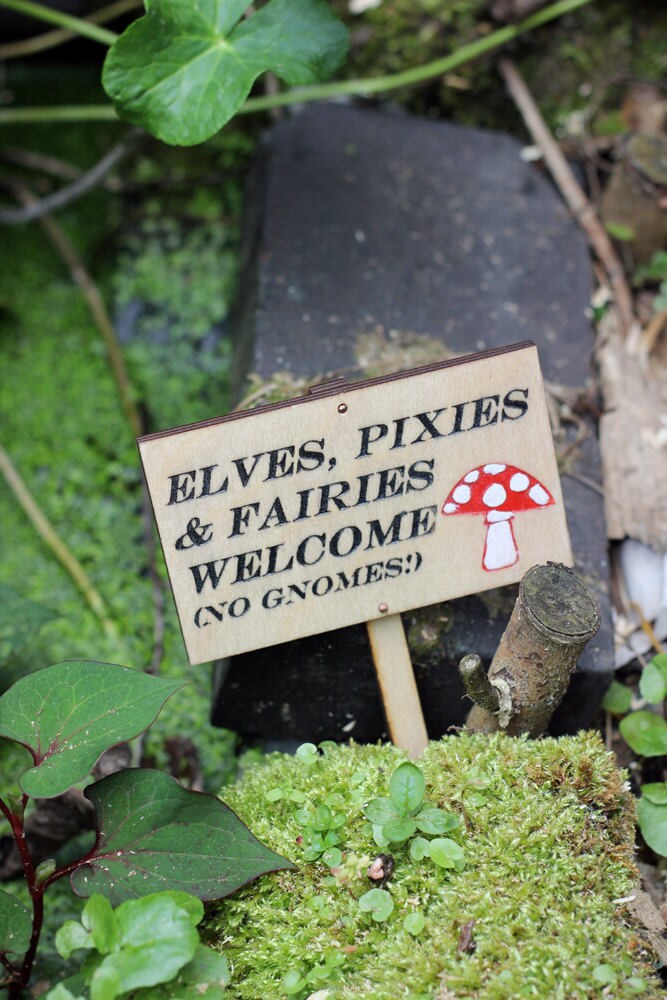 ELVES, PIXIES
& FAIRIES
WELCOME
(NO GNOMES!)